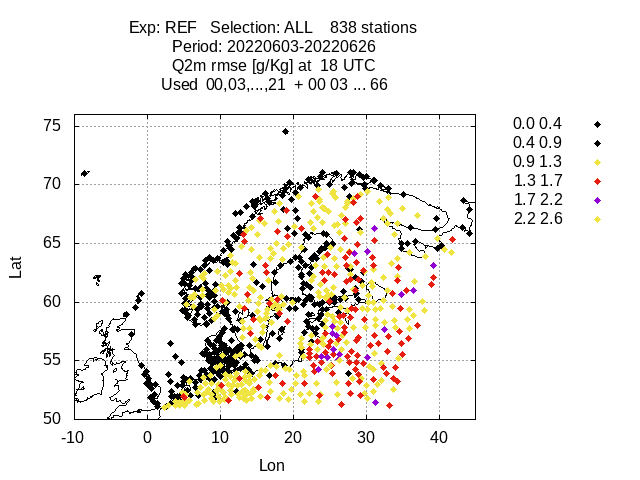 Exp: REF   Selection: ALL    838 stations
Period: 20220603-20220626
Q2m rmse [g/Kg] at  18 UTC
Used  00,03,...,21  + 00 03 ... 66
75
70
65
60
55
50
-10 0 10 20 30 40
Lat
Lon
0.0 0.4
0.4 0.9
0.9 1.3
1.3 1.7
1.7 2.2
2.2 2.6